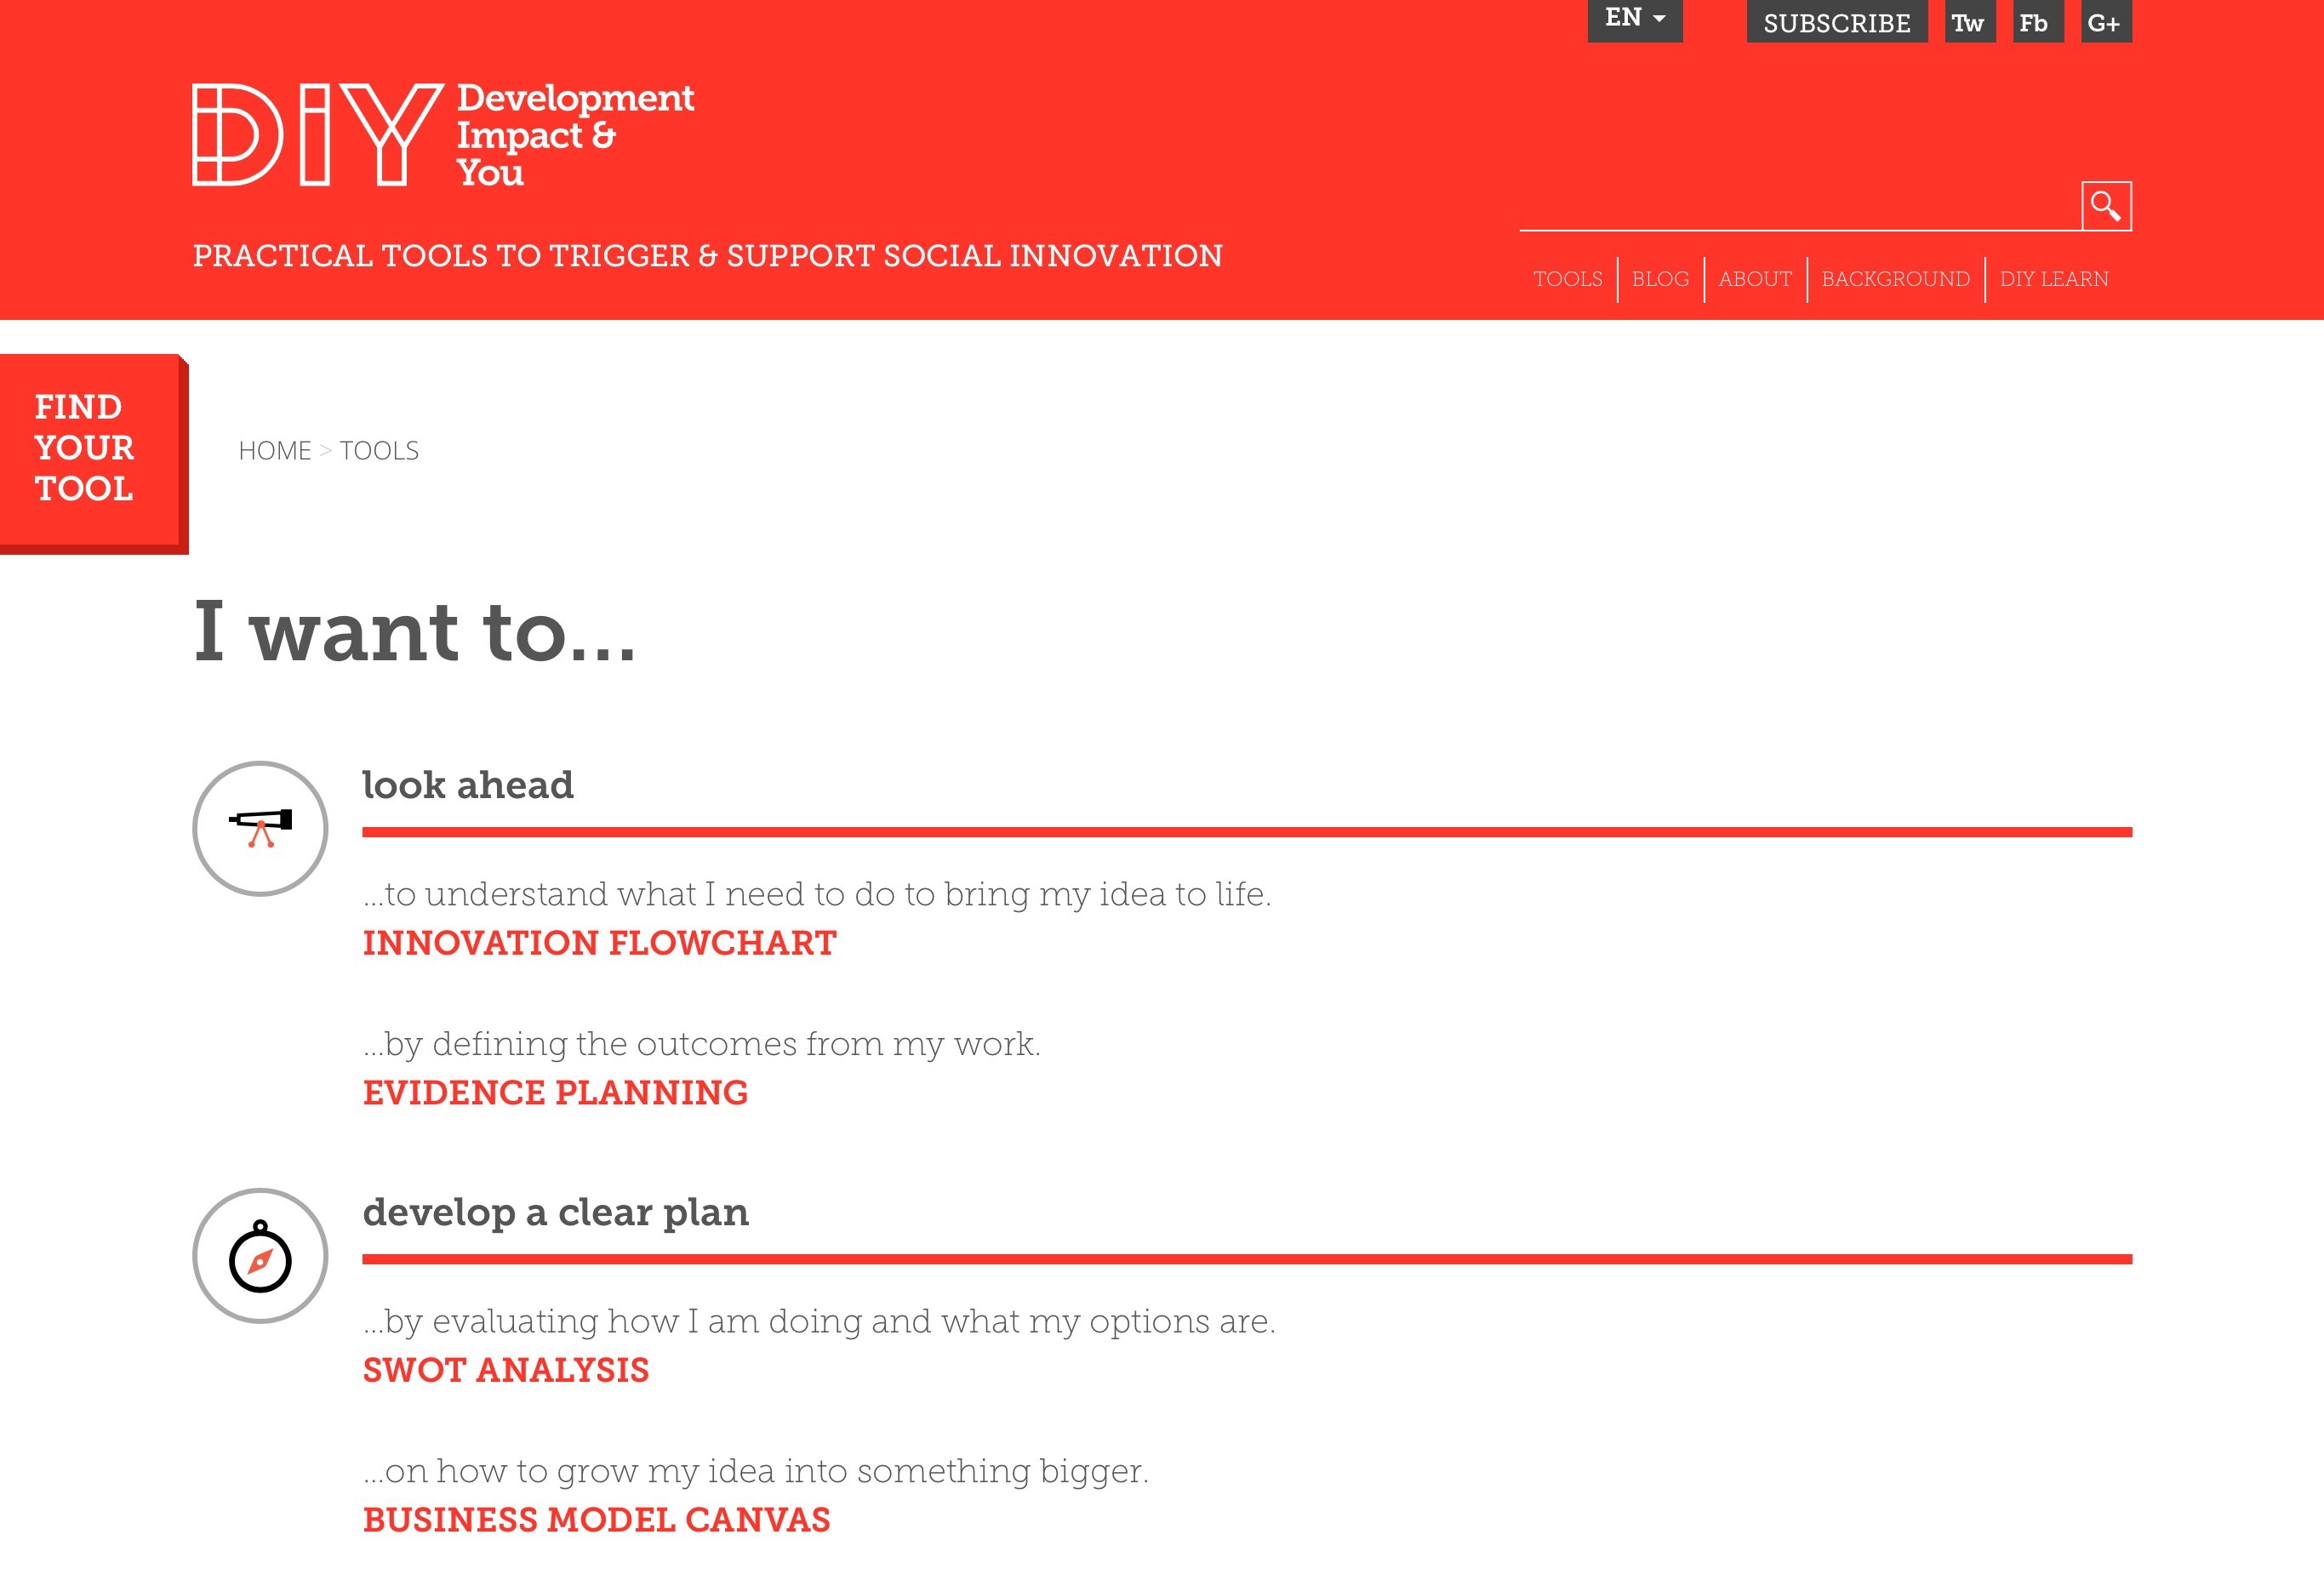 EN
SUBSCRIBE
Tw
Fb
G+
DIY
Development
Impact &
You
PRACTICAL TOOLS TO TRIGGER & SUPPORT SOCIAL INNOVATION
TOOLS
BLOG
ABOUT
BACKGROUND
DIY LEARN
FIND
YOUR
TOOL
HOME > TOOLS
I want to...
look ahead
...to understand what I need to do to bring my idea to life.
INNOVATION FLOWCHART
...by defining the outcomes from my work.
EVIDENCE PLANNING
develop a clear plan
...by evaluating how I am doing and what my options are.
SWOT ANALYSIS
...on how to grow my idea into something bigger.
BUSINESS MODEL CANVAS